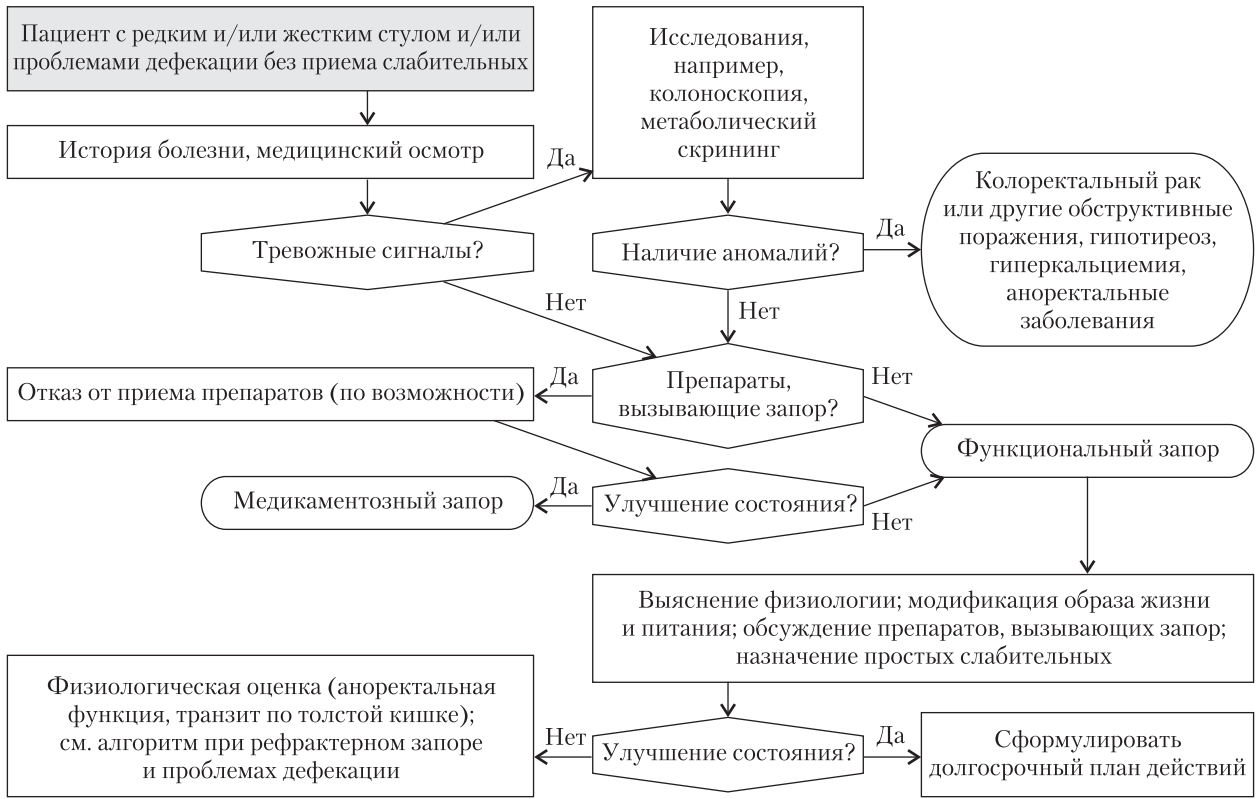 Пациент с редким и/или жестким стулом и/или
проблемами дефекации без приема слабительных
История болезни, медицинский осмотр
Тревожные сигналы?
Да
Нет
Исследования,
например,
колоноскопия,
метаболический
скрининг
Наличие аномалий?
Да
Нет
Колоректальный рак
или другие обструктивные
поражения, гипотиреоз,
гиперкальциемия,
аноректальные
заболевания
Препараты,
вызывающие запор?
Да
Нет
Отказ от приема препаратов (по возможности)
Функциональный запор
Улучшение состояния?
Да
Нет
Медикаментозный запор
Выяснение физиологии; модификация образа жизни
и питания; обсуждение препаратов, вызывающих запор;
назначение простых слабительных
Улучшение состояния?
Нет
Да
Физиологическая оценка (аноректальная
функция, транзит по толстой кишке);
см. алгоритм при рефрактерном запоре
и проблемах дефекации
Сформулировать
долгосрочный план действий